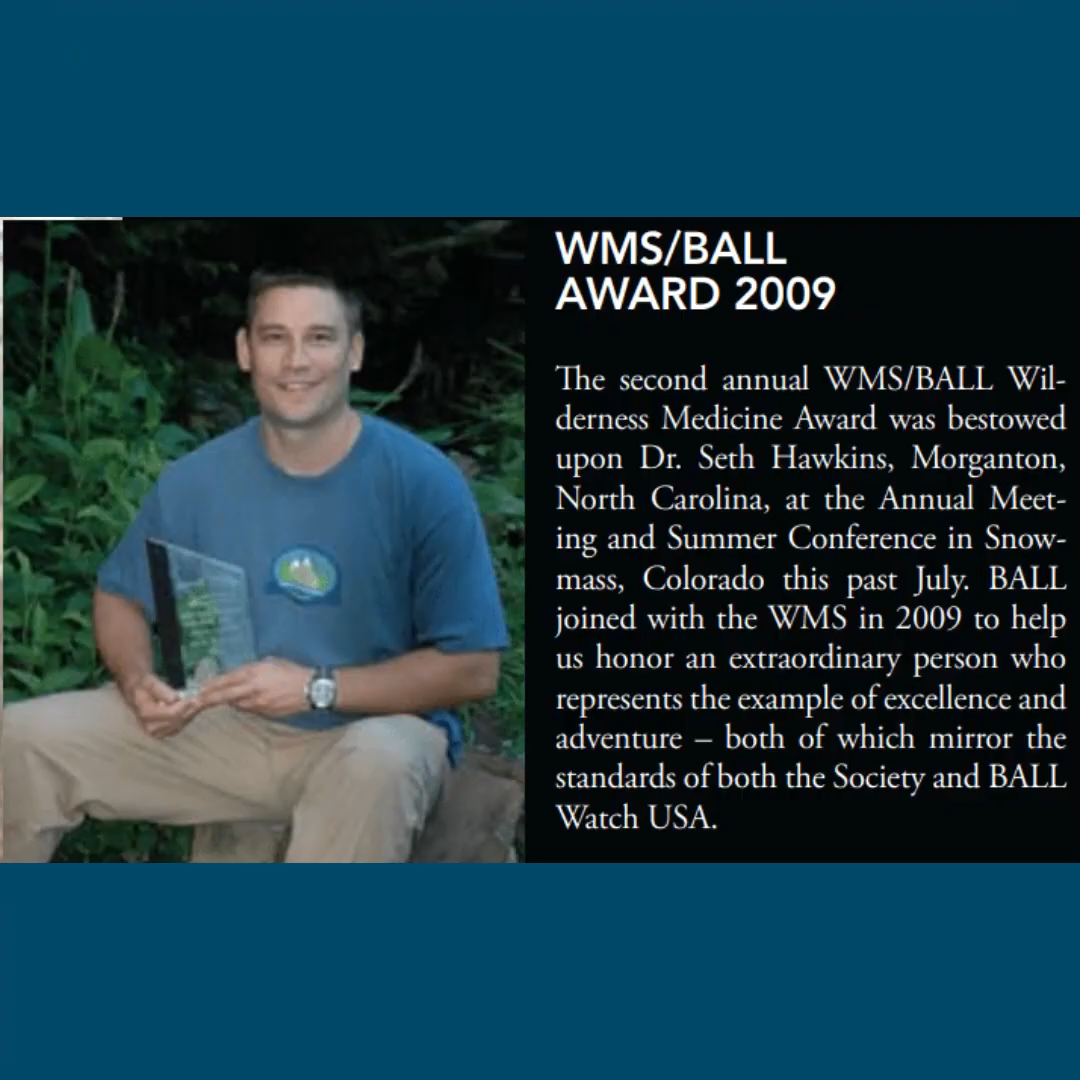 WMS/BALL
AWARD 2009
The second annual WMS/BALL Wil-
derness Medicine Award was bestowed
upon Dr. Seth Hawkins, Morganton,
North Carolina, at the Annual Meet-
ing and Summer Conference in Snow-
mass, Colorado this past July. BALL
joined with the WMS in 2009 to help
us honor an extraordinary person who
represents the example of excellence and
adventure – both of which mirror the
standards of both the Society and BALL
Watch USA.